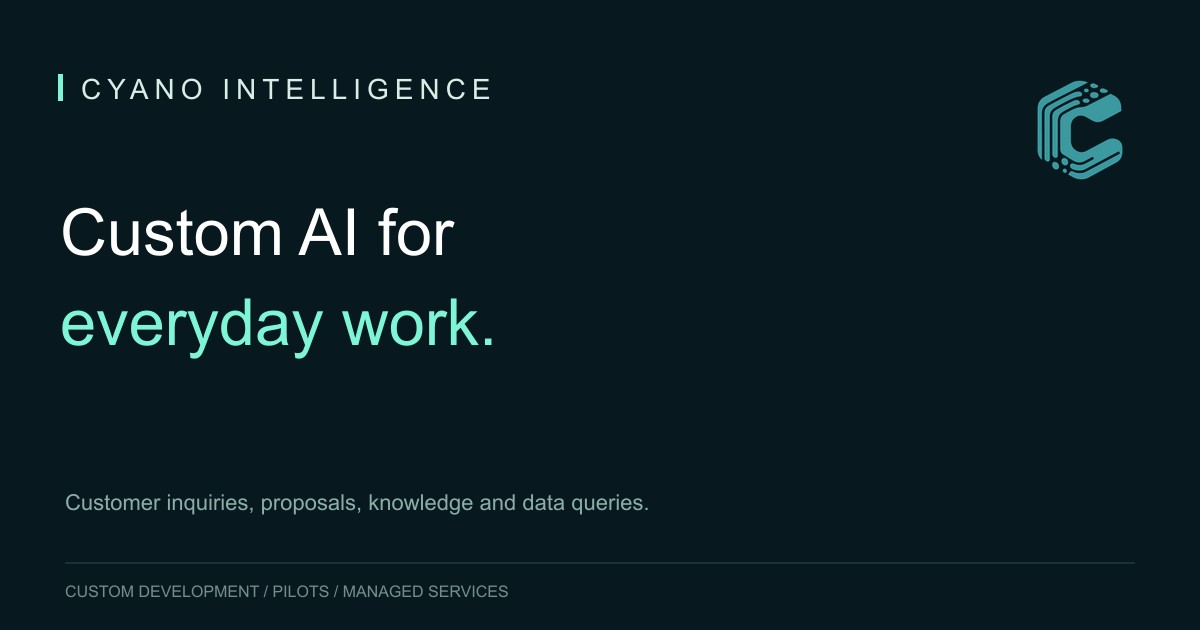 CYANO INTELLIGENCE
Custom AI for
everyday work.
Customer inquiries, proposals, knowledge and data queries.
CUSTOM DEVELOPMENT / PILOTS / MANAGED SERVICES